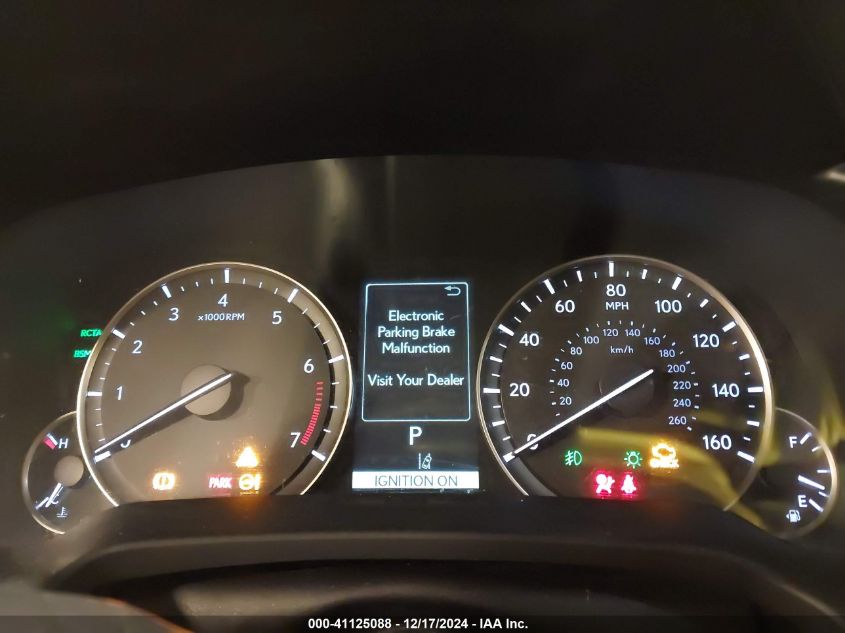 RCTA
BSM
x1000RPM
1
2
3
4
5
6
7
H
PARK
Electronic
Parking Brake
Malfunction
Visit Your Dealer
P
IGNITION ON
MPH
0
20
40
60
80
100
120
140
160
km/h
20
40
60
80
100
120
140
160
180
200
220
240
260
CHECK
F
E
000-41125088 - 12/17/2024 - IAA Inc.